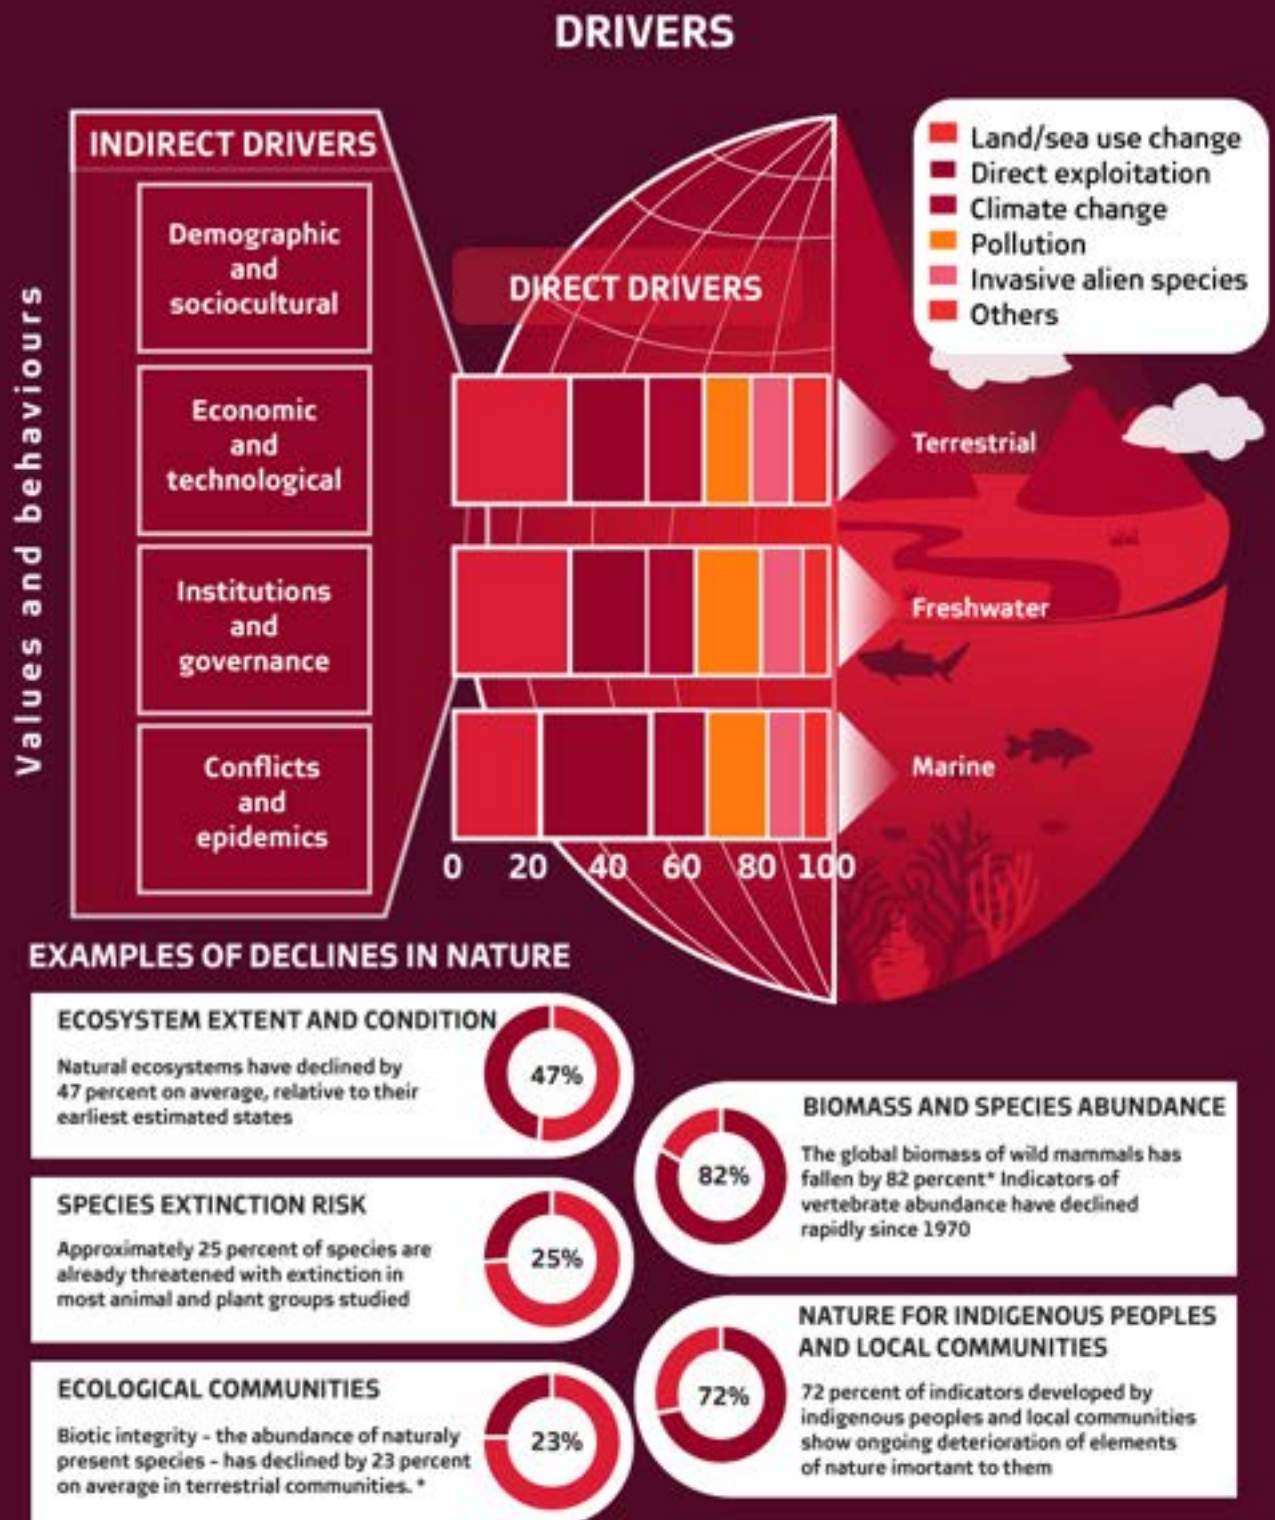 DRIVERS
INDIRECT DRIVERS
Demographic
and
sociocultural
Economic
and
technological
Institutions
and
governance
Conflicts
and
epidemics
Values and behaviours
DIRECT DRIVERS
Land/sea use change
Direct exploitation
Climate change
Pollution
Invasive alien species
Others
Terrestrial
Freshwater
Marine
0 20 40 60 80 100
EXAMPLES OF DECLINES IN NATURE
ECOSYSTEM EXTENT AND CONDITION
Natural ecosystems have declined by
47 percent on average, relative to their
earliest estimated states
47%
SPECIES EXTINCTION RISK
Approximately 25 percent of species are
already threatened with extinction in
most animal and plant groups studied
25%
ECOLOGICAL COMMUNITIES
Biotic integrity – the abundance of naturaly
present species – has declined by 23 percent
on average in terrestrial communities. *
23%
BIOMASS AND SPECIES ABUNDANCE
The global biomass of wild mammals has
fallen by 82 percent* Indicators of
vertebrate abundance have declined
rapidly since 1970
82%
NATURE FOR INDIGENOUS PEOPLES
AND LOCAL COMMUNITIES
72 percent of indicators developed by
indigenous peoples and local communities
show ongoing deterioration of elements
of nature imortant to them
72%